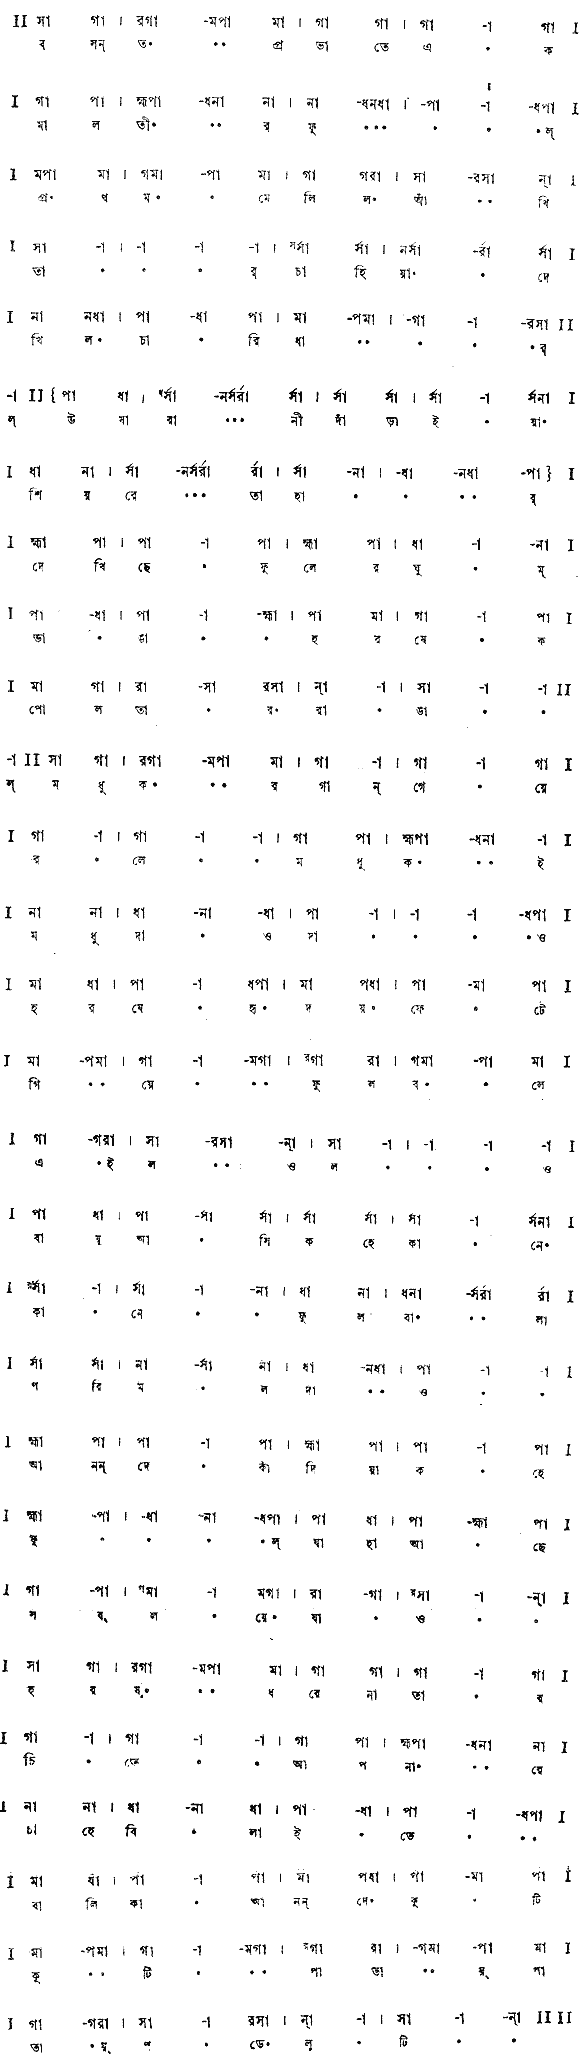 II সা গা । রগা -মপা মা । গা গা । গা -া গা I
ব সন্ ত॰ ॰॰ প্র ভা তে এ ॰ ক
I গা পা । হ্মপা -ধনা না । না -ধনধা । -পা -া -ধপা I
মা ল তী॰ ॰॰ র্ ফু ॰॰॰ ॰ ॰ ॰ল্
I মপা মা । গমা -পা মা । গা গরা । সা -রসা ন্া I
প্র॰ থ ম॰ ॰ মে লি ল॰ আঁ ॰॰ খি
I সা -া । -া -া -া । র্সা র্সা । নর্সা -র্রা র্সা I
তা ॰ ॰ ॰ র্ চা হি য়া॰ ॰ দে
I না নধা । পা -ধা পা । মা -পমা । -গা -া -রসা II
খি ল॰ চা ॰ রি ধা ॰॰ ॰ ॰ ॰র্
-া II { পা ধা । র্সা -নর্সর্রা র্সা । র্সা র্সা । র্সা -া র্সনা I
ল্ উ ষা রা ॰॰॰ নী দাঁ ড়া ই ॰ য়া॰
I ধা না । র্সা -নর্সর্রা র্রা । র্সা -না । -ধা -নধা -পা} I
শি য় রে ॰॰॰ তা হা ॰ ॰ ॰॰ র্
I হ্মা পা । পা -া পা । হ্মা পা । ধা -া -না I
দে খি ছে ॰ ফু লে র ঘু ॰ ম্
I পা -ধা । পা -া -হ্মা । পা মা । গা -া পা I
ভা ॰ ঙা ॰ ॰ হ র ষে ॰ ক
I মা গা । রা -সা রসা । ন্া -া । সা -া -া II
পো ল তা ॰ র॰ রা ॰ ঙা ॰ ॰
-া II সা গা । রগা -মপা মা । গা -া । গা -া গা I
ল্ ম ধু ক॰ ॰॰ র গা ন্ গে ॰ য়ে
I গা -া । গা -া -া । গা পা । হ্মপা -ধনা -া I
ব ॰ লে ॰ ॰ ম ধু ক॰ ॰॰ ই
I না না । ধা -না -ধা । পা -া । -া -া -ধপা I
ম ধু দা ॰ ও দা ॰ ॰ ॰ ॰ও
I মা ধা । পা -া ধপা । মা পধা । পা -মা পা I
হ র ষে ॰ হৃ॰ দ য়॰ ফে ॰ টে
I মা -পমা । গা -া -মগা । রগা রা । গমা -পা মা I
গি ॰॰ য়ে ॰ ॰॰ ফু ল ব॰ ॰ লে
I গা -গরা । সা -রসা -ন্া । সা -া । -া -া -া I
এ ॰ই ল ॰॰ ও ল ॰ ॰ ॰ ও
I পা ধা । পা -র্সা র্সা । র্সা র্সা । র্সা -া র্সনা I
বা য়ু আ ॰ সি ক হে কা ॰ নে॰
I র্সা -া । র্সা -া -না । ধা না । ধনা -র্সর্রা র্রা I
কা ॰ নে ॰ ॰ ফু ল বা॰ ॰॰ লা
I র্সা র্সা । না -র্সা না । ধা -নধা । পা -া -া I
প রি ম ॰ ল দা ॰॰ ও ॰ ॰
I হ্মা পা । পা -া পা । হ্মা পা । পা -া পা I
আ নন্ দে ॰ কাঁ দি য়া ক ॰ হে
I হ্মা -পা । -ধা -না -ধপা । পা ধা । পা -হ্মা পা I
ফু ॰ ॰ ॰ ॰ল্ যা হা আ ॰ ছে
I গা -পা । মা -া মগা । রা -গা । সা -া -ন্া I
স ব্ ল ॰ য়ে॰ যা ॰ ও ॰ ॰
I সা গা । রগা -মপা মা । গা গা । গা -া গা I
হ র ষ্॰ ॰॰ ধ রে না তা ॰ র
I গা -া । গা -া -া । গা পা । হ্মপা -ধনা না I
চি ॰ ত্তে ॰ ॰ আ প না॰ ॰॰ রে
I না না । ধা -না ধা । পা -ধা । পা -া -ধপা I
চা হে বি ॰ লা ই ॰ তে ॰ ॰॰
I মা ধা । পা -া পা । মা পধা । পা -মা পা I
বা লি কা ॰ আ নন্ দে॰ কু ॰ টি
I মা -পমা । গা -া -মগা । রগা রা । -গমা -পা মা I
কু ॰॰ টি ॰ ॰॰ পা তা ॰॰ য়্ পা
I গা -গরা । সা -া রসা । ন্া -া । সা -া -ন্া II II
তা ॰য়্ প ॰ ড়ে॰ লু ॰ টি ॰ ॰